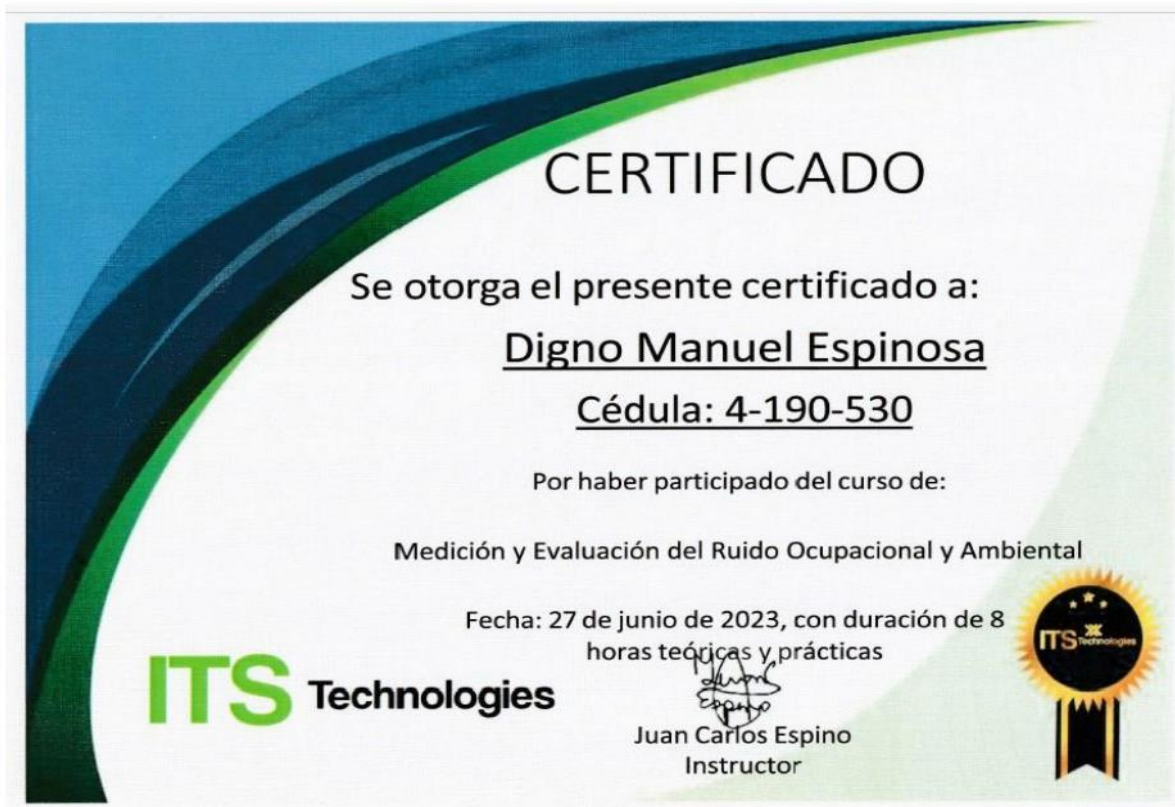 CERTIFICADO
Se otorga el presente certificado a:
Digno Manuel Espinosa
Cédula: 4-190-530
Por haber participado del curso de:
Medición y Evaluación del Ruido Ocupacional y Ambiental
Fecha: 27 de junio de 2023, con duración de 8
horas teóricas y prácticas
ITS Technologies
Juan Carlos Espino
Instructor
ITS Technologies